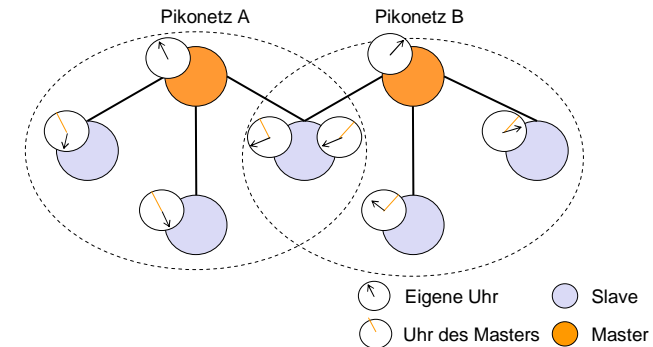 Pikonetz A
Pikonetz B
Eigene Uhr
Slave
Uhr des Masters
Master